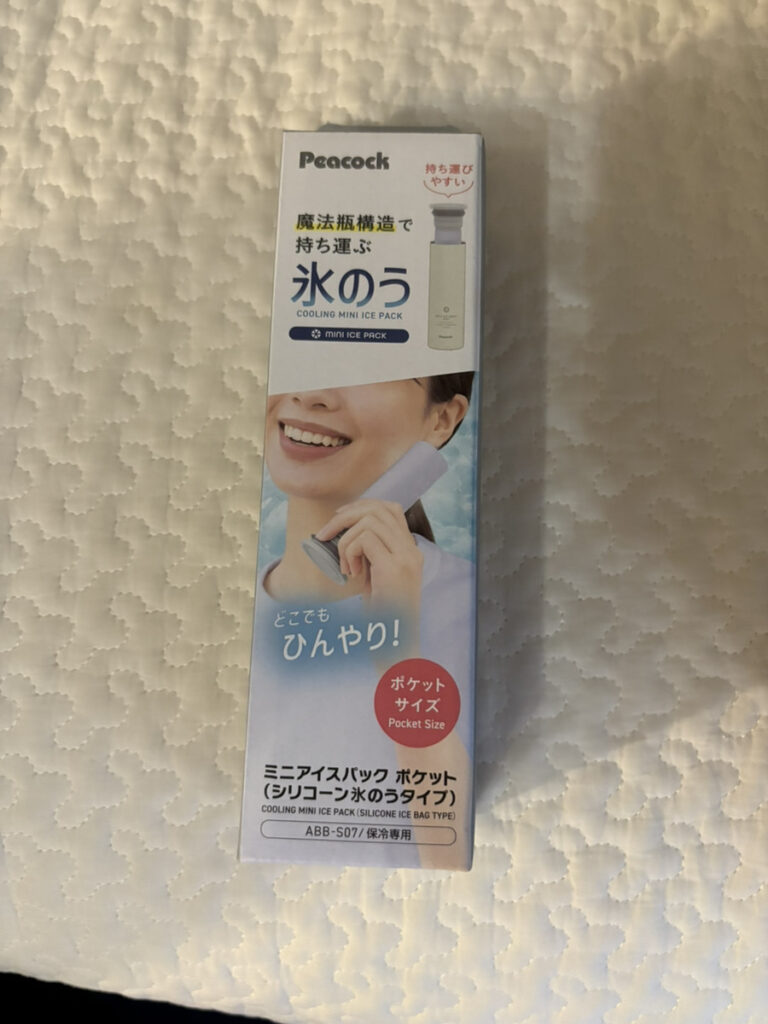 Peacock
持ち運び
やすい
魔法瓶構造で
持ち運ぶ
氷のう
COOLING MINI ICE PACK
MINI ICE PACK
Peacock
どこでも
ひんやり!
ポケット
サイズ
Pocket Size
ミニアイスパック ポケット
(シリコーン氷のうタイプ)
COOLING MINI ICE PACK (SILICONE ICE BAG TYPE)
ABB-S07/保冷専用